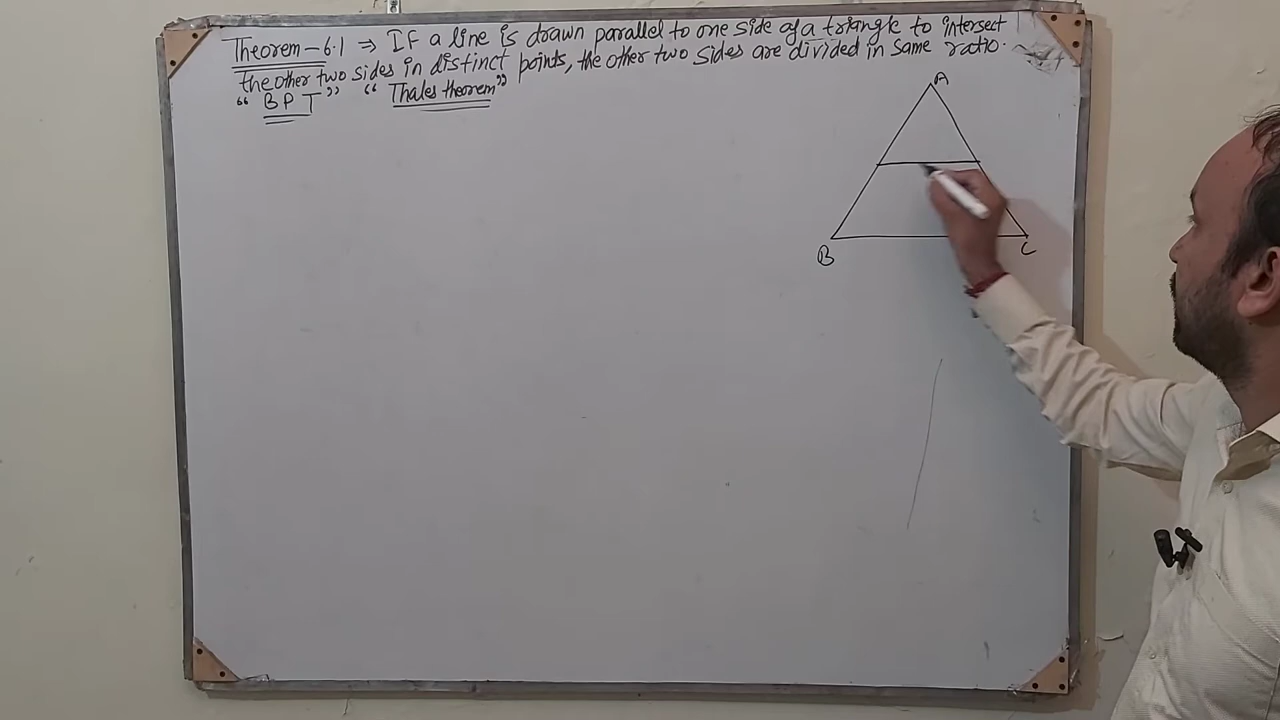 Theorem-6.1 ⇒ If a line is drawn parallel to one side of a triangle to intersect
the other two sides in distinct points, the other two sides are divided in same ratio.
"BPT" "Thales theorem"
A
B
C